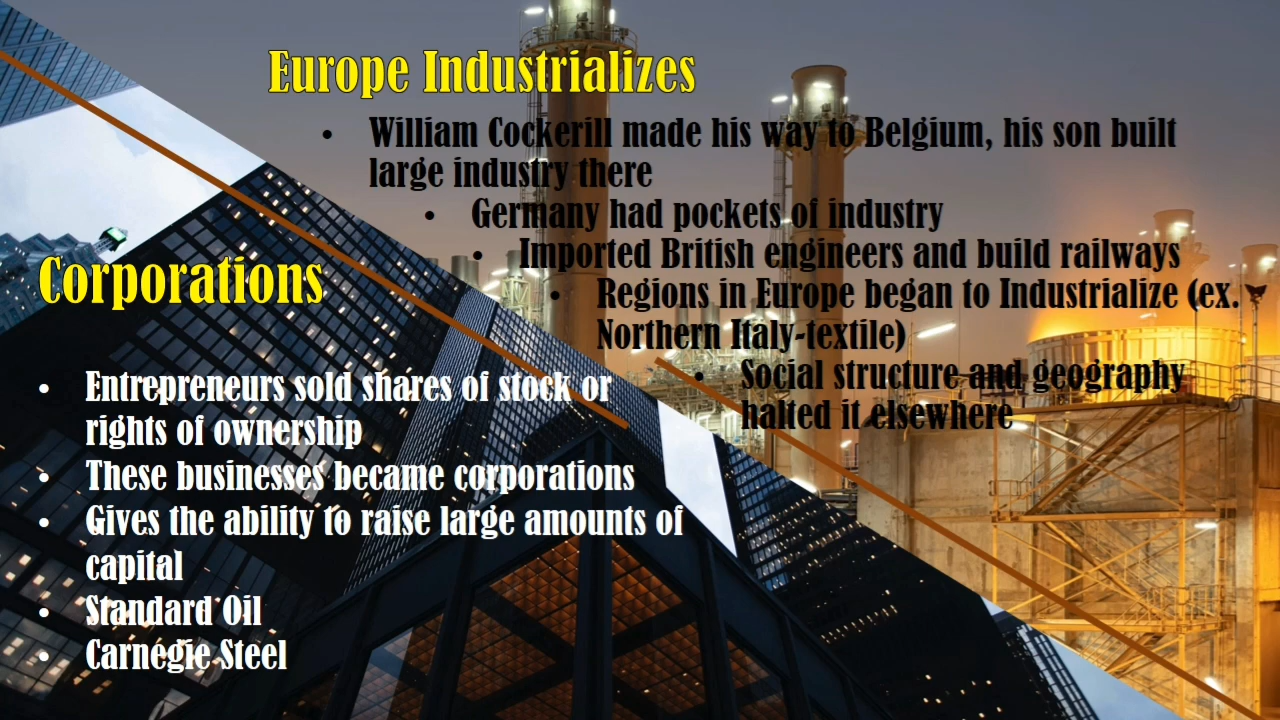 Europe Industrializes
• William Cockerill made his way to Belgium, his son built
large industry there
• Germany had pockets of industry
• Imported British engineers and build railways
• Regions in Europe began to Industrialize (ex.
Northern Italy-textile)
• Social structure and geography
halted it elsewhere
Corporations
• Entrepreneurs sold shares of stock or
rights of ownership
• These businesses became corporations
• Gives the ability to raise large amounts of
capital
• Standard Oil
• Carnegie Steel